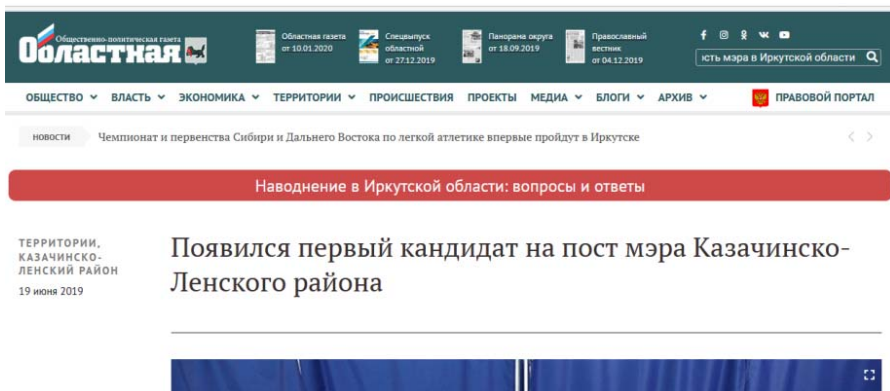 Общественно-политическая газета
Областная
Областная газета
от 10.01.2020
Спецвыпуск
областной
от 27.12.2019
Панорама округа
от 18.09.2019
Православный
вестник
от 04.12.2019
ють мэра в Иркутской области
ОБЩЕСТВО ВЛАСТЬ ЭКОНОМИКА ТЕРРИТОРИИ ПРОИСШЕСТВИЯ ПРОЕКТЫ МЕДИА БЛОГИ АРХИВ ПРАВОВОЙ ПОРТАЛ
НОВОСТИ Чемпионат и первенства Сибири и Дальнего Востока по легкой атлетике впервые пройдут в Иркутске
Наводнение в Иркутской области: вопросы и ответы
ТЕРРИТОРИИ,
КАЗАЧИНСКО-
ЛЕНСКИЙ РАЙОН
19 июня 2019
Появился первый кандидат на пост мэра Казачинско-
Ленского района